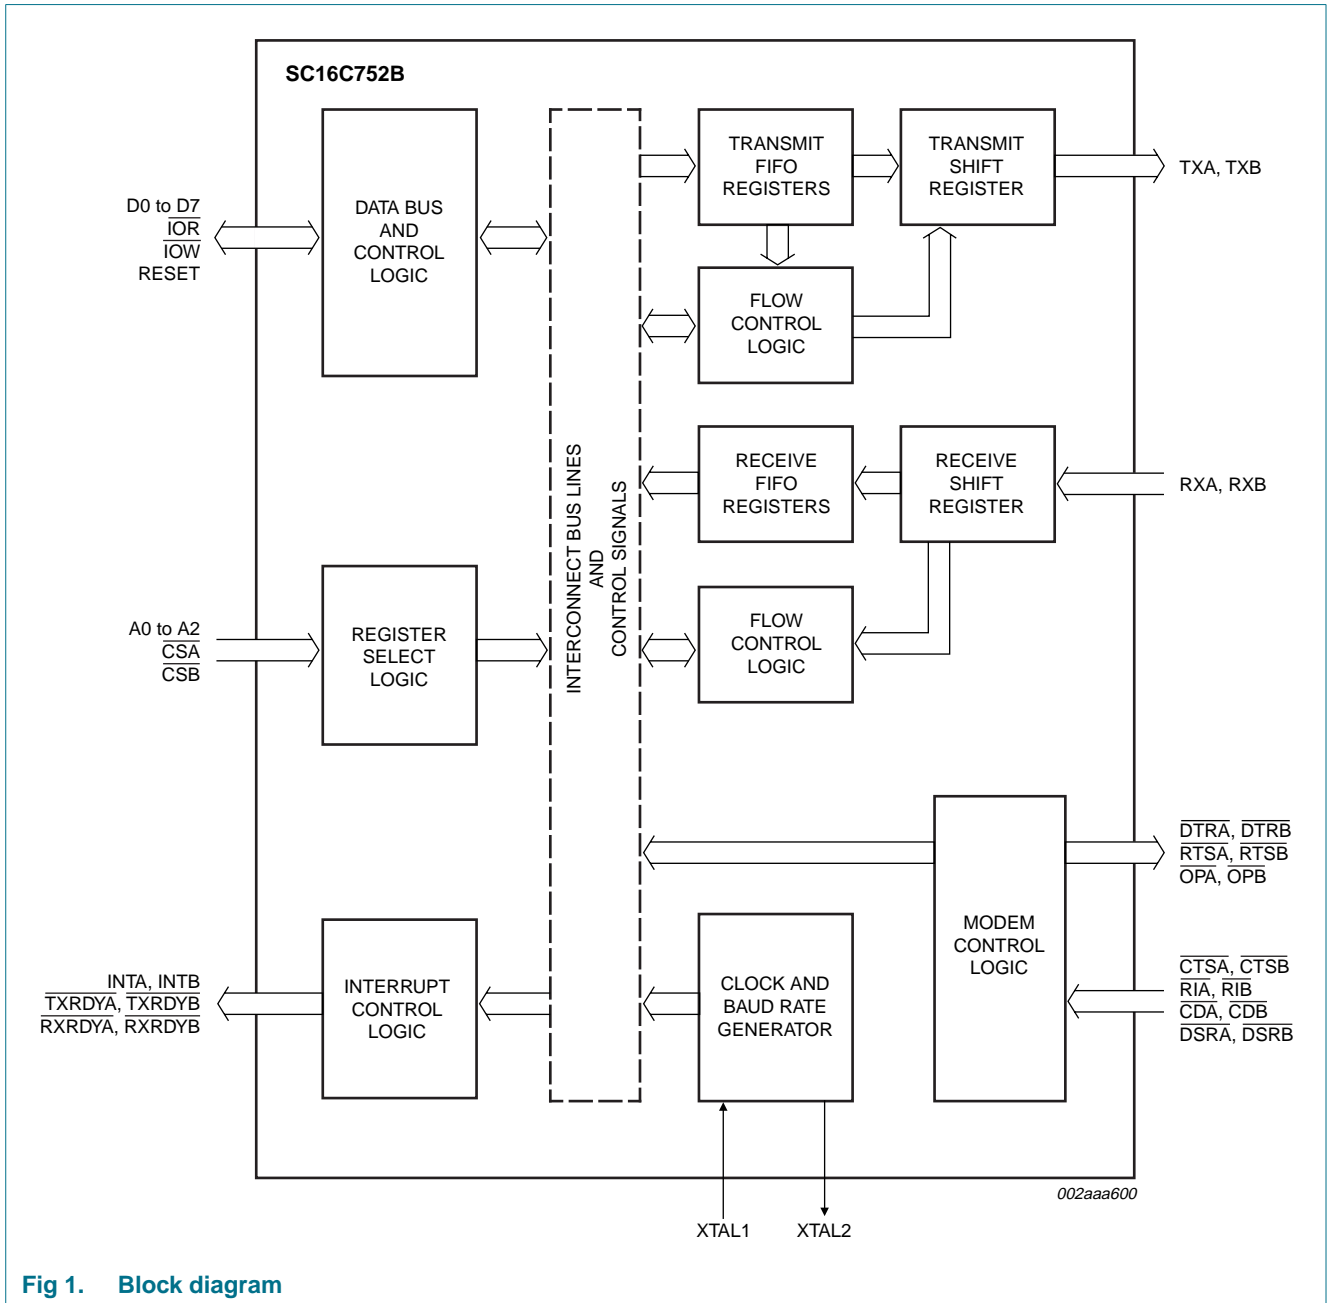 SC16C752B
D0 to D7
IOR
IOW
RESET
DATA BUS
AND
CONTROL
LOGIC
TRANSMIT
FIFO
REGISTERS
TRANSMIT
SHIFT
REGISTER
TXA, TXB
FLOW
CONTROL
LOGIC
INTERCONNECT BUS LINES
AND
CONTROL SIGNALS
RECEIVE
FIFO
REGISTERS
RECEIVE
SHIFT
REGISTER
RXA, RXB
A0 to A2
CSA
CSB
REGISTER
SELECT
LOGIC
FLOW
CONTROL
LOGIC
DTRA, DTRB
RTSA, RTSB
OPA, OPB
MODEM
CONTROL
LOGIC
INTA, INTB
TXRDYA, TXRDYB
RXRDYA, RXRDYB
INTERRUPT
CONTROL
LOGIC
CLOCK AND
BAUD RATE
GENERATOR
CTSA, CTSB
RIA, RIB
CDA, CDB
DSRA, DSRB
002aaa600
XTAL1 XTAL2
Fig 1. Block diagram